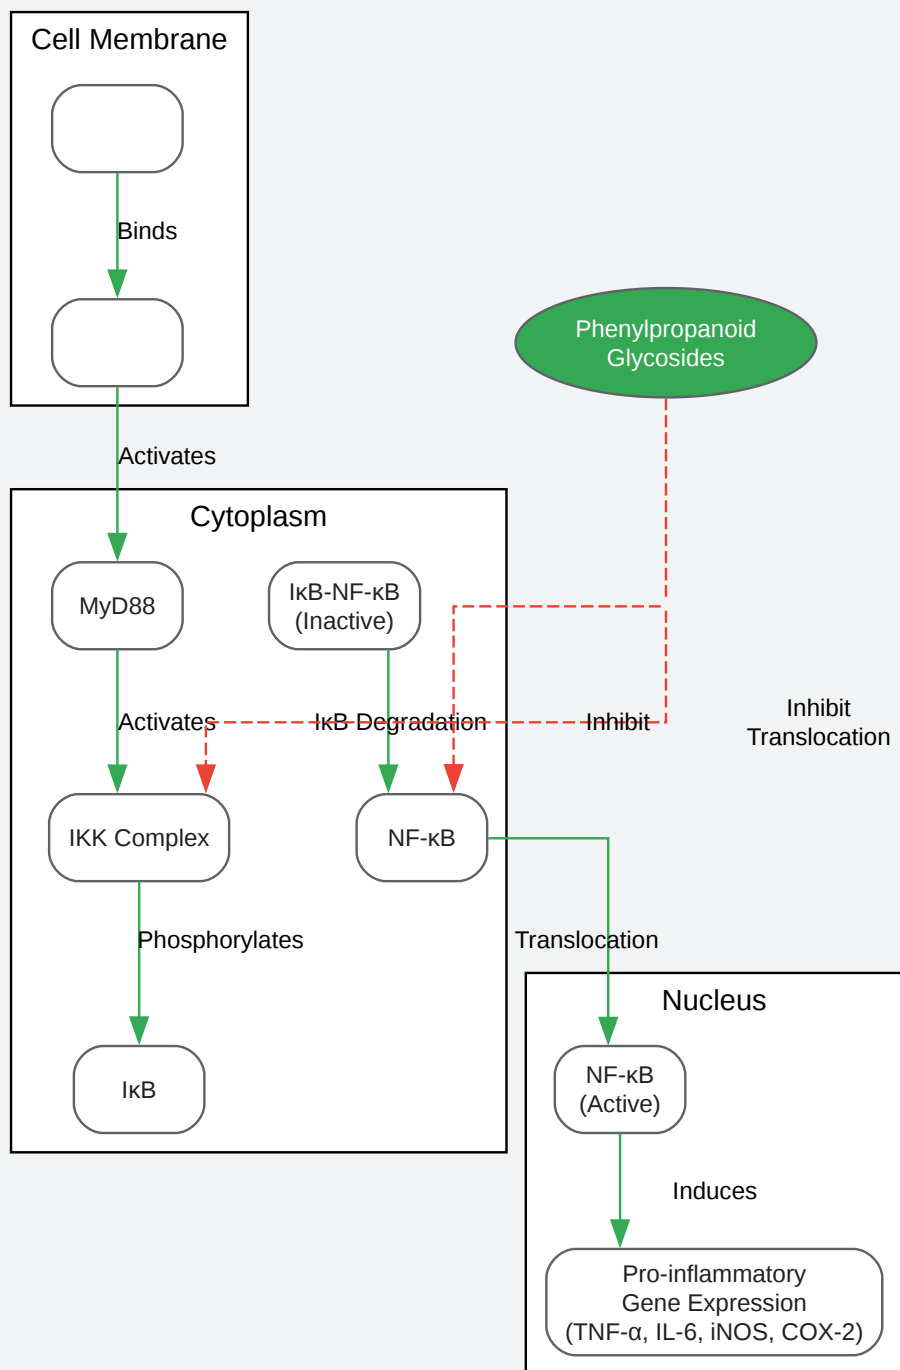 Cell Membrane
Binds
Phenylpropanoid
Glycosides
Activates
Cytoplasm
MyD88
IκB-NF-κB
(Inactive)
Activates
IκB Degradation
Inhibit
Inhibit
Translocation
IKK Complex
NF-κB
Phosphorylates
Translocation
Nucleus
IκB
NF-κB
(Active)
Induces
Pro-inflammatory
Gene Expression
(TNF-α, IL-6, iNOS, COX-2)